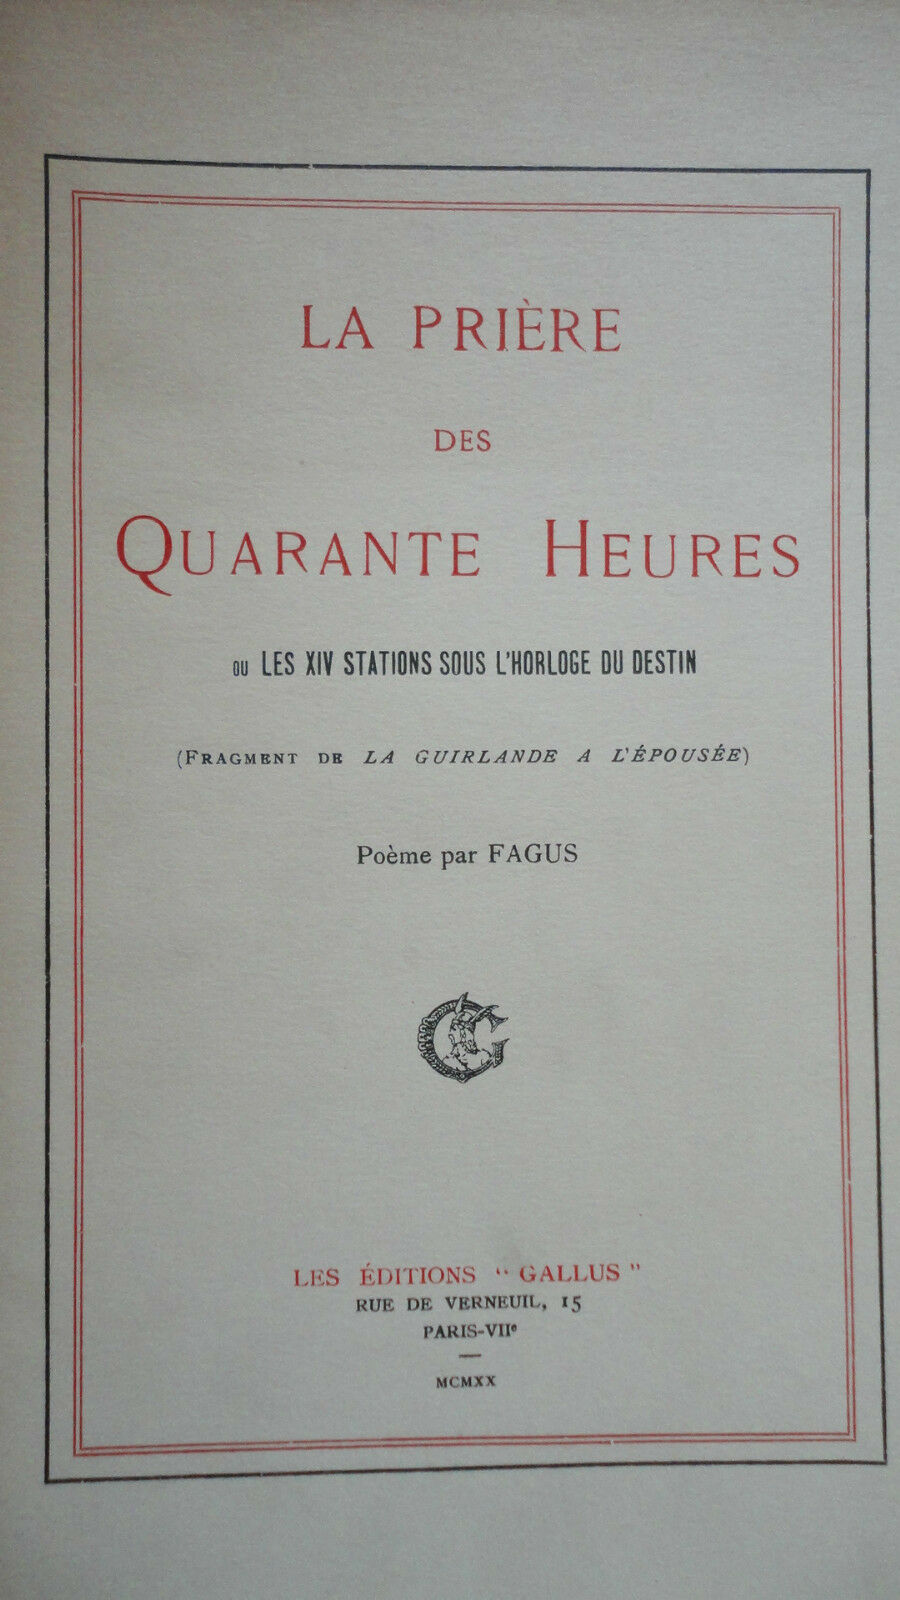 LA PRIÈRE
DES
QUARANTE HEURES
OU LES XIV STATIONS SOUS L'HORLOGE DU DESTIN
(FRAGMENT DE LA GUIRLANDE A L'ÉPOUSÉE)
Poème par FAGUS
LES ÉDITIONS “ GALLUS ”
RUE DE VERNEUIL, 15
PARIS-VIIe
MCMXX